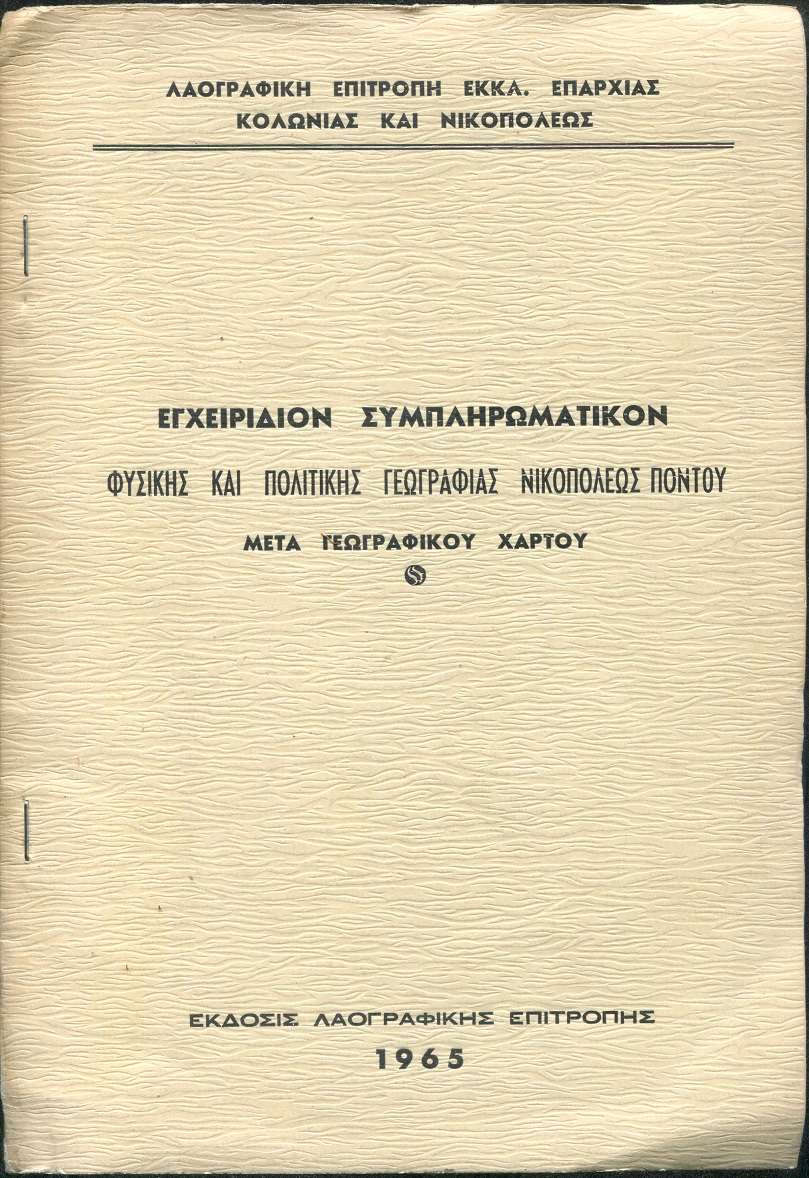 ΛΑΟΓΡΑΦΙΚΗ ΕΠΙΤΡΟΠΗ ΕΚΚΛ. ΕΠΑΡΧΙΑΣ
ΚΟΛΩΝΙΑΣ ΚΑΙ ΝΙΚΟΠΟΛΕΩΣ
ΕΓΧΕΙΡΙΔΙΟΝ ΣΥΜΠΛΗΡΩΜΑΤΙΚΟΝ
ΦΥΣΙΚΗΣ ΚΑΙ ΠΟΛΙΤΙΚΗΣ ΓΕΩΓΡΑΦΙΑΣ ΝΙΚΟΠΟΛΕΩΣ ΠΟΝΤΟΥ
ΜΕΤΑ ΓΕΩΓΡΑΦΙΚΟΥ ΧΑΡΤΟΥ
ΕΚΔΟΣΙΣ ΛΑΟΓΡΑΦΙΚΗΣ ΕΠΙΤΡΟΠΗΣ
1965